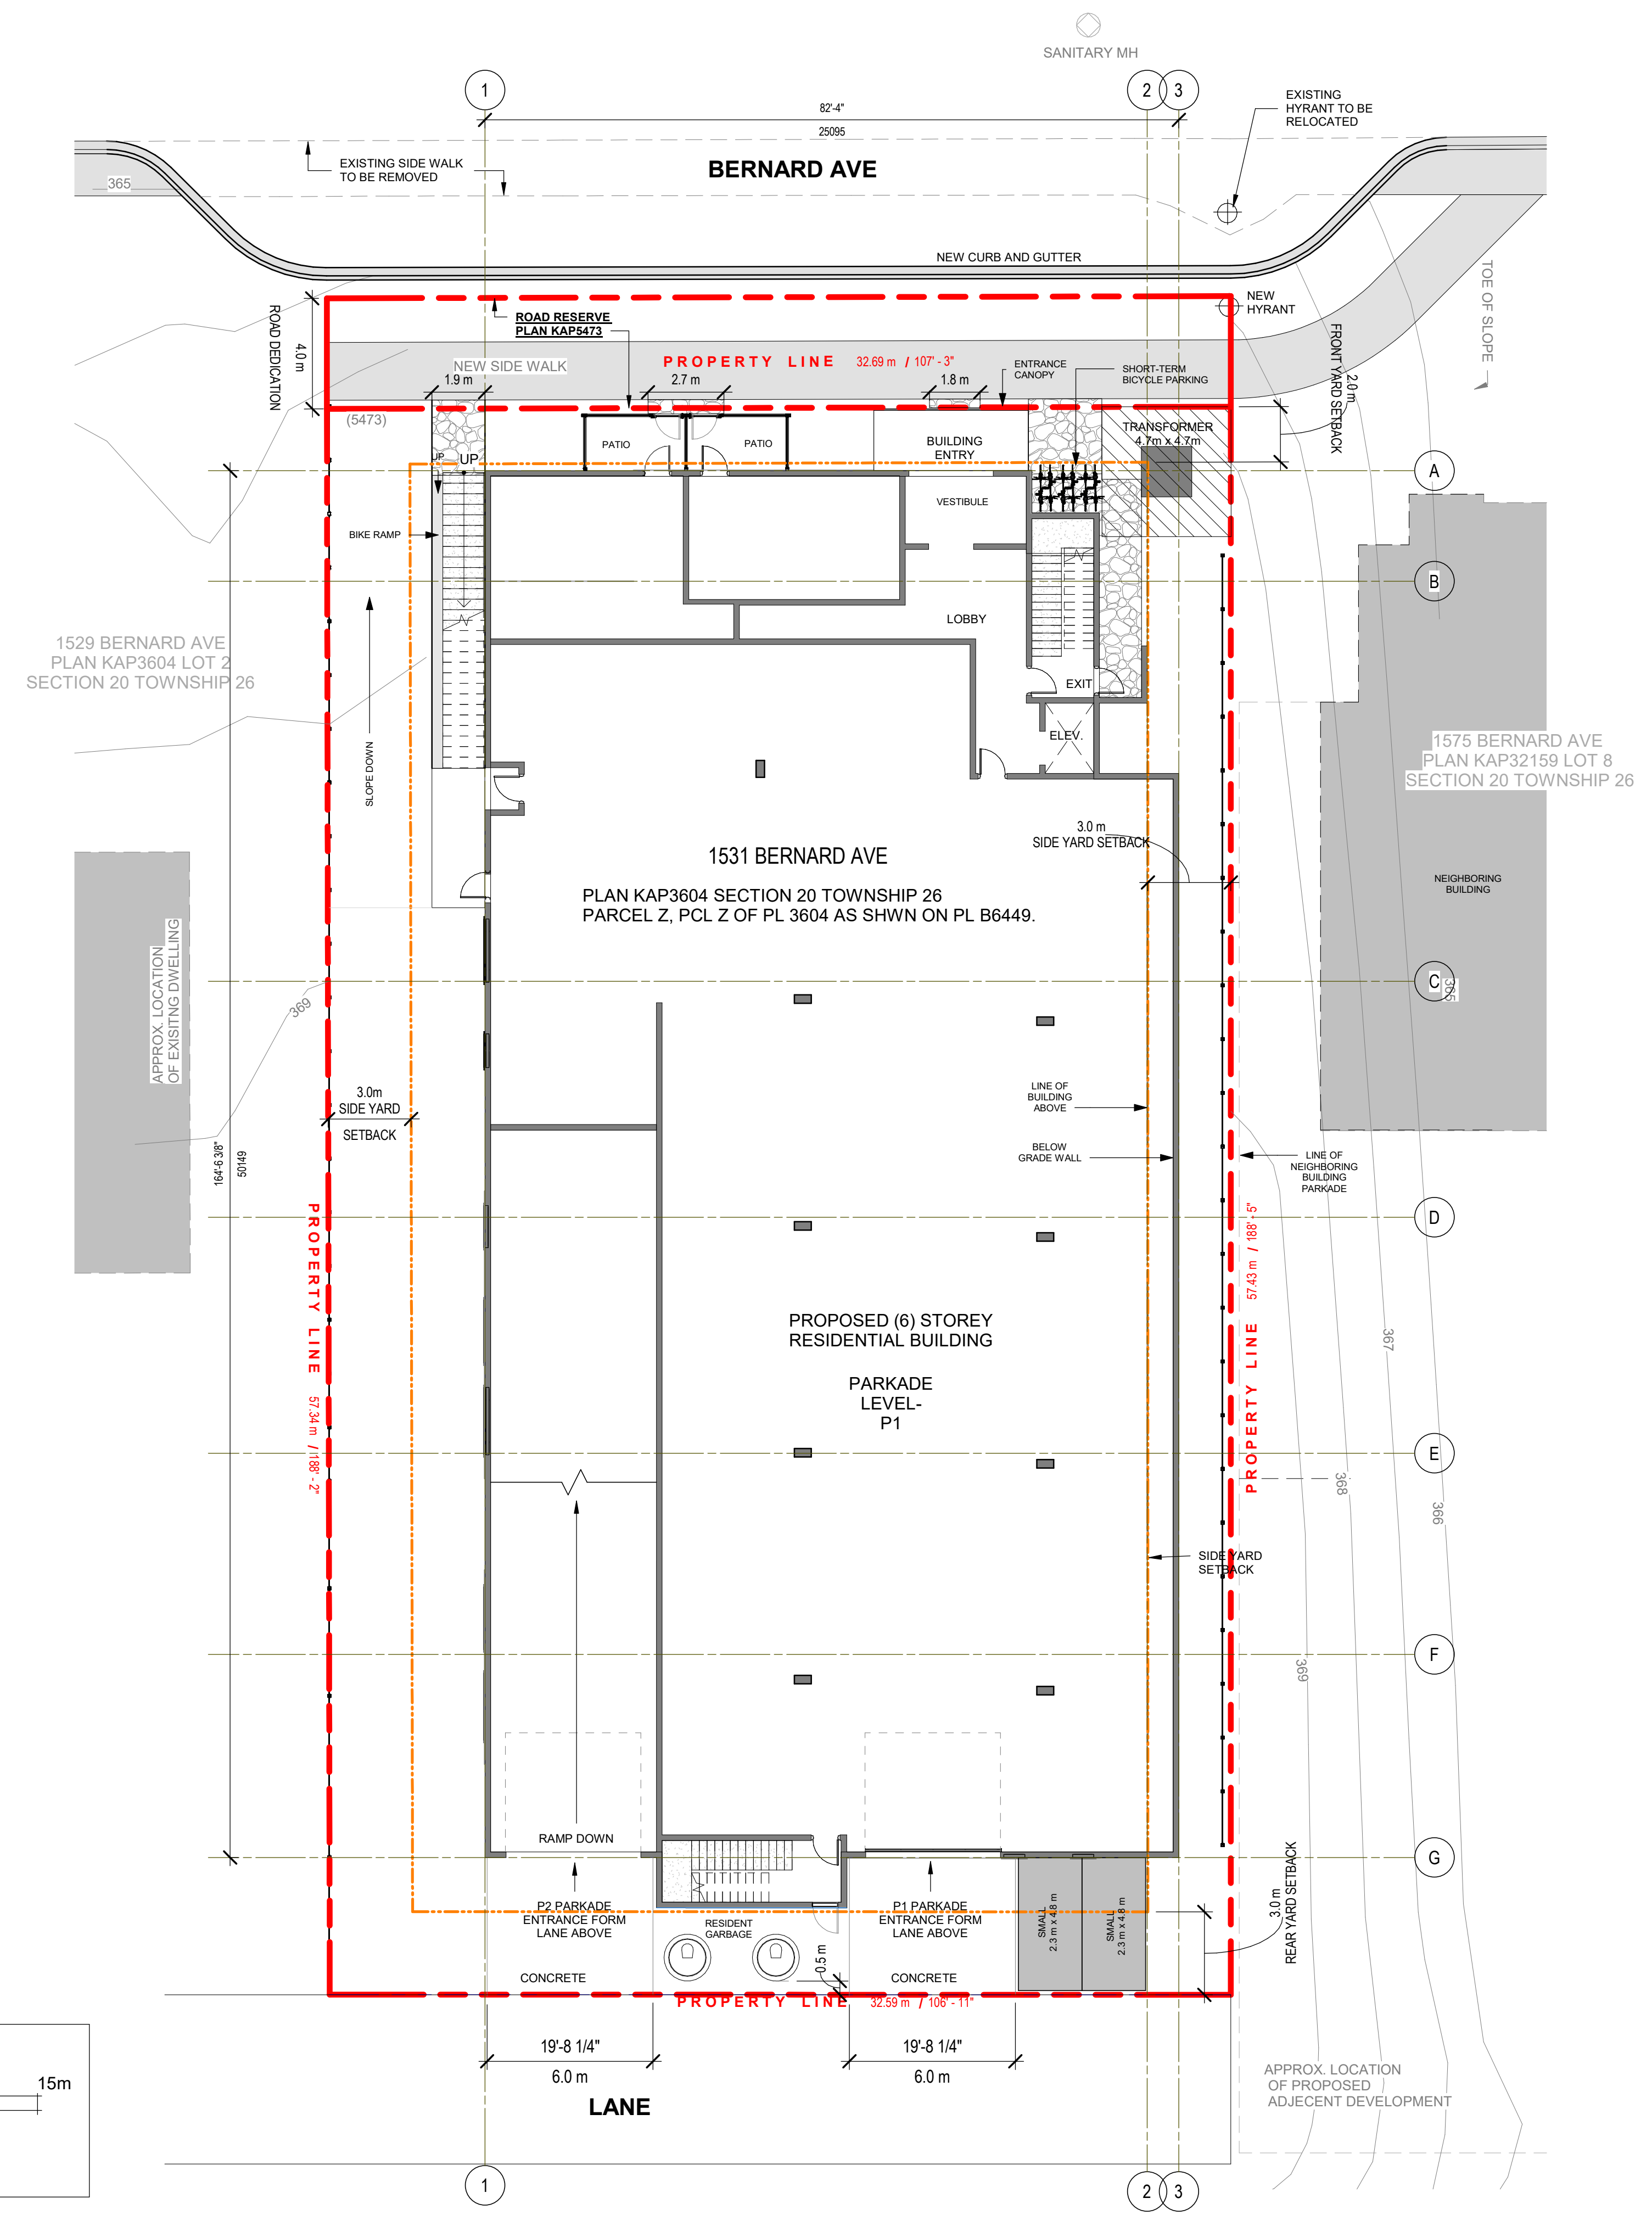 SANITARY MH
1
2
3
82'-4"
25095
EXISTING
HYRANT TO BE
RELOCATED
EXISTING SIDE WALK
TO BE REMOVED
BERNARD AVE
365
NEW CURB AND GUTTER
TOE OF SLOPE
ROAD DEDICATION
4.0 m
ROAD RESERVE
PLAN KAP5473
NEW
HYRANT
FRONT YARD SETBACK
2.0 m
NEW SIDE WALK
PROPERTY LINE 32.69 m / 107' - 3"
ENTRANCE
CANOPY
SHORT-TERM
BICYCLE PARKING
1.9 m
2.7 m
1.8 m
(5473)
PATIO
PATIO
BUILDING
ENTRY
TRANSFORMER
4.7m x 4.7m
UP
UP
A
VESTIBULE
BIKE RAMP
B
LOBBY
1529 BERNARD AVE
PLAN KAP3604 LOT 2
SECTION 20 TOWNSHIP 26
EXIT
ELEV.
SLOPE DOWN
1575 BERNARD AVE
PLAN KAP32159 LOT 8
SECTION 20 TOWNSHIP 26
3.0 m
SIDE YARD SETBACK
1531 BERNARD AVE
PLAN KAP3604 SECTION 20 TOWNSHIP 26
PARCEL Z, PCL Z OF PL 3604 AS SHWN ON PL B6449.
NEIGHBORING
BUILDING
APPROX. LOCATION
OF EXISITNG DWELLING
C
365
369
3.0m
SIDE YARD
SETBACK
LINE OF
BUILDING
ABOVE
BELOW
GRADE WALL
LINE OF
NEIGHBORING
BUILDING
PARKADE
164'-6 3/8"
50149
PROPERTY LINE 57.34 m / 188' - 2"
PROPERTY LINE 57.43 m / 188' - 5"
D
PROPOSED (6) STOREY
RESIDENTIAL BUILDING
PARKADE
LEVEL-
P1
367
E
368
366
SIDE YARD
SETBACK
F
369
RAMP DOWN
G
P2 PARKADE
ENTRANCE FORM
LANE ABOVE
RESIDENT
GARBAGE
P1 PARKADE
ENTRANCE FORM
LANE ABOVE
SMALL
2.3 m x 4.8 m
SMALL
2.3 m x 4.8 m
3.0 m
REAR YARD SETBACK
0.5 m
CONCRETE
CONCRETE
PROPERTY LINE 32.59 m / 106' - 11"
19'-8 1/4"
6.0 m
19'-8 1/4"
6.0 m
LANE
15m
APPROX. LOCATION
OF PROPOSED
ADJECENT DEVELOPMENT
1
2
3